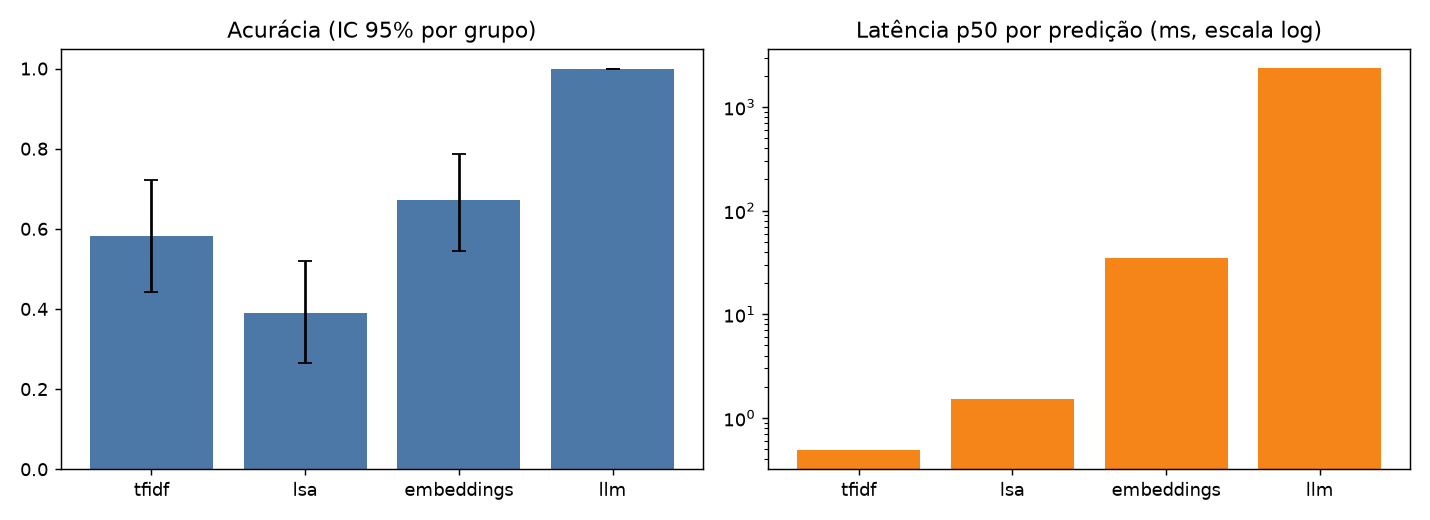 Acurácia (IC 95% por grupo)
1.0
0.8
0.6
0.4
0.2
0.0
tfidf lsa embeddings llm
Latência p50 por predição (ms, escala log)
10³
10²
10¹
10⁰
tfidf lsa embeddings llm